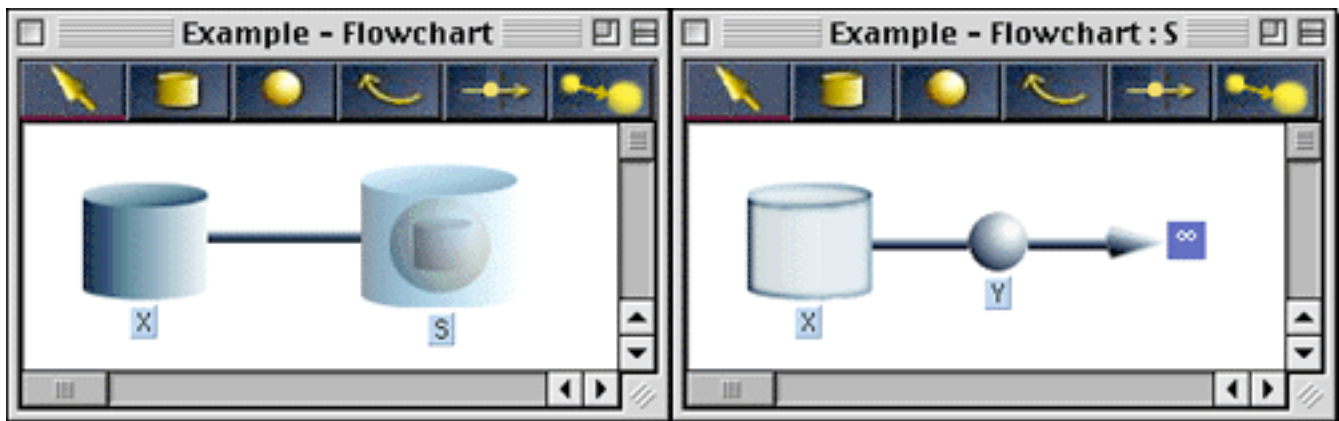 Example - Flowchart
X
S
Example - Flowchart : S
∞
Y
X